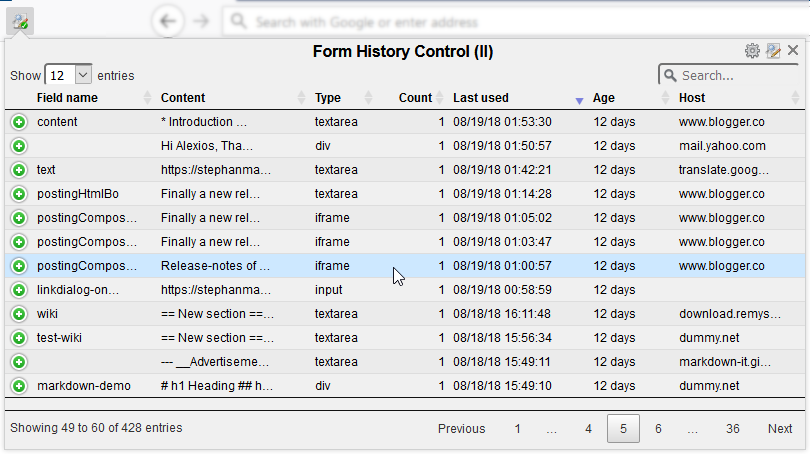 Search with Google or enter address
Form History Control (II)
Show 12 entries Search...
Field name Content Type Count Last used Age Host
content * Introduction ... textarea 1 08/19/18 01:53:30 12 days www.blogger.co
Hi Alexios, Tha... div 1 08/19/18 01:50:57 12 days mail.yahoo.com
text https://stephanma... textarea 1 08/19/18 01:42:21 12 days translate.goog...
postingHtmlBo Finally a new rel... textarea 1 08/19/18 01:14:28 12 days www.blogger.co
postingCompos... Finally a new rel... iframe 1 08/19/18 01:05:02 12 days www.blogger.co
postingCompos... Finally a new rel... iframe 1 08/19/18 01:03:47 12 days www.blogger.co
postingCompos... Release-notes of ... iframe 1 08/19/18 01:00:57 12 days www.blogger.co
linkdialog-on... https://stephanma... input 1 08/19/18 00:58:59 12 days
wiki == New section ==... textarea 1 08/18/18 16:11:48 12 days download.remys...
test-wiki == New section ==... textarea 1 08/18/18 15:56:34 12 days dummy.net
--- __Advertiseme... textarea 1 08/18/18 15:49:11 12 days markdown-it.gi...
markdown-demo # h1 Heading ## h... div 1 08/18/18 15:49:10 12 days dummy.net
Showing 49 to 60 of 428 entries Previous 1 ... 4 5 6 ... 36 Next